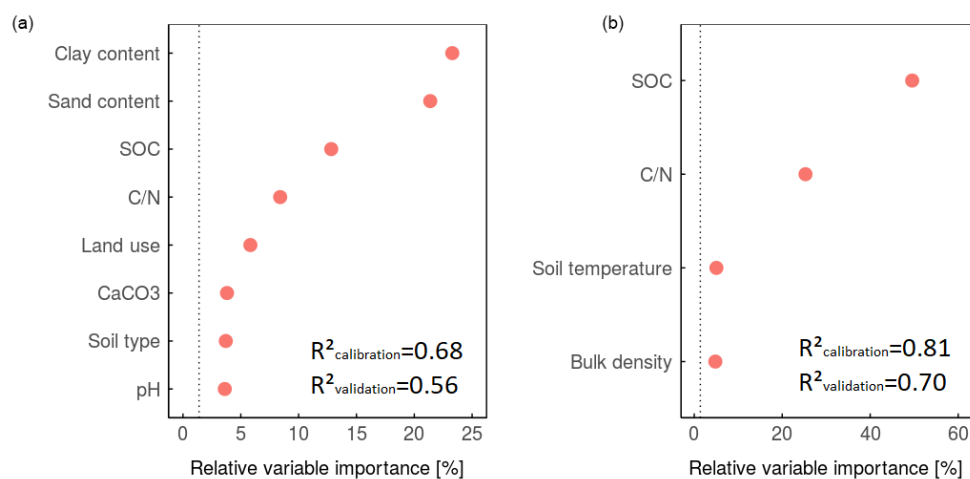 (a)
Clay content
Sand content
SOC
C/N
Land use
CaCO3
Soil type
pH
R²calibration=0.68
R²validation=0.56
0 5 10 15 20 25
Relative variable importance [%]
(b)
SOC
C/N
Soil temperature
Bulk density
R²calibration=0.81
R²validation=0.70
0 20 40 60
Relative variable importance [%]